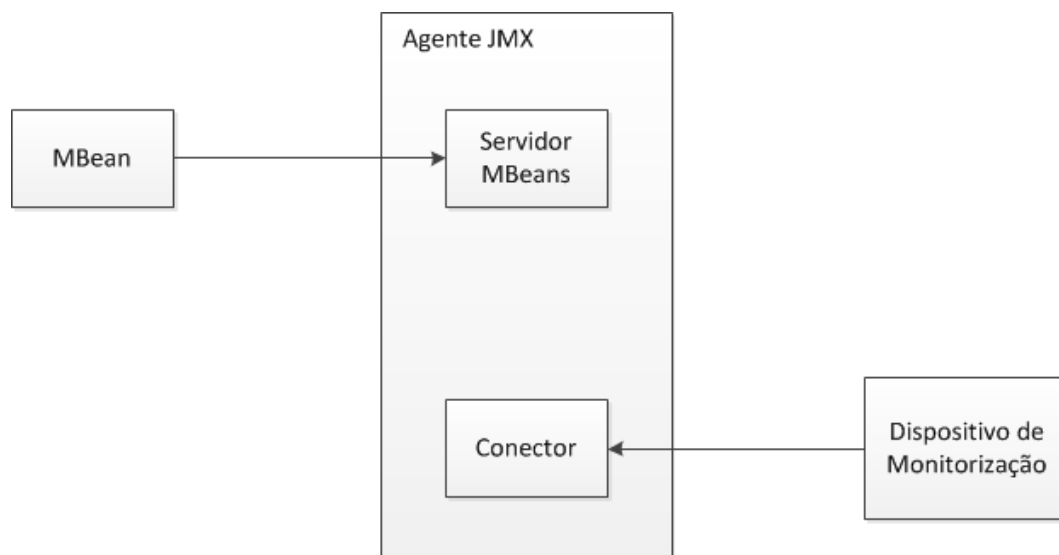 Agente JMX
MBean
Servidor
MBeans
Conector
Dispositivo de
Monitorização